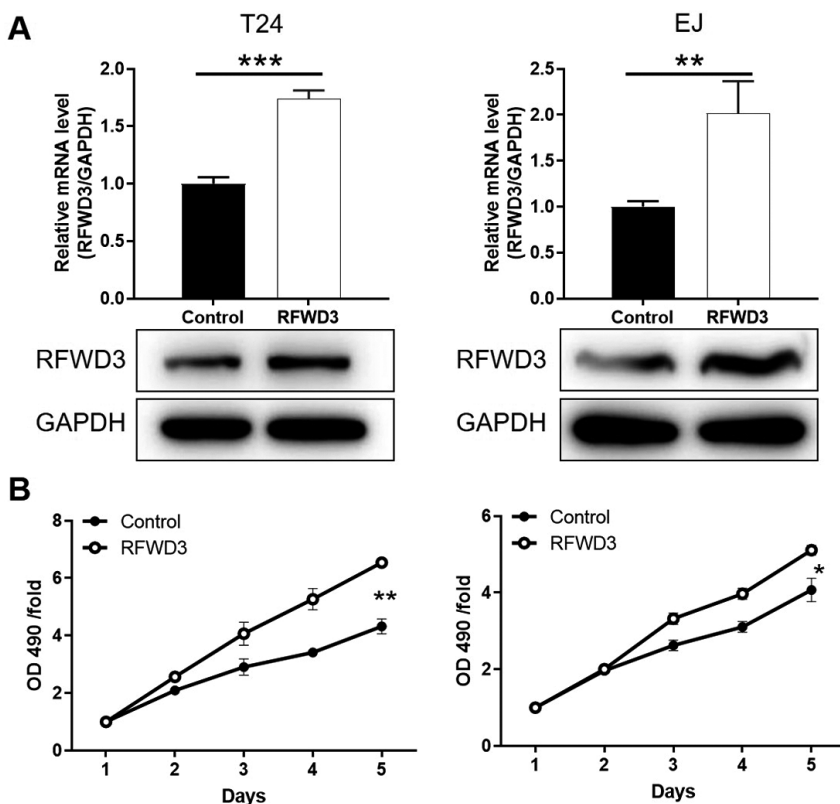 A
T24
***
Relative mRNA level
(RFWD3/GAPDH)
2.0
1.5
1.0
0.5
0.0
Control RFWD3
RFWD3
GAPDH
EJ
**
Relative mRNA level
(RFWD3/GAPDH)
2.5
2.0
1.5
1.0
0.5
0.0
Control RFWD3
RFWD3
GAPDH
B
Control
RFWD3
OD 490 /fold
8
6
4
2
0
**
1 2 3 4 5
Days
Control
RFWD3
OD 490 /fold
6
4
2
0
*
1 2 3 4 5
Days